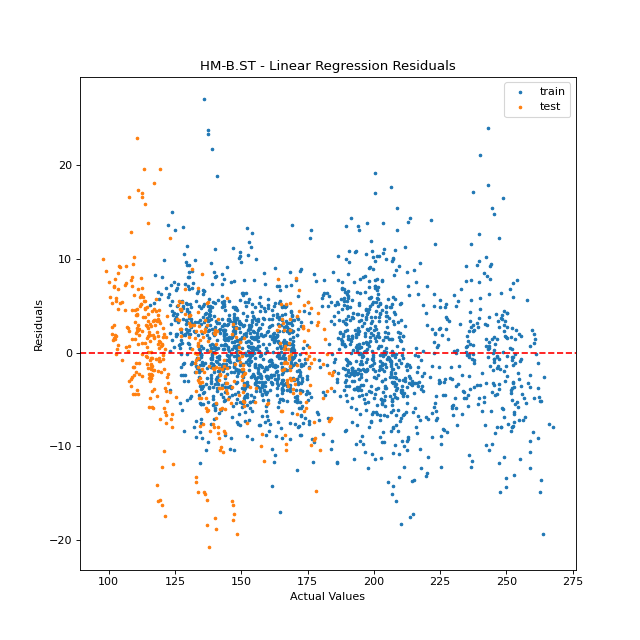 HM-B.ST - Linear Regression Residuals
train
test
20
10
0
−10
−20
Residuals
100
125
150
175
200
225
250
275
Actual Values